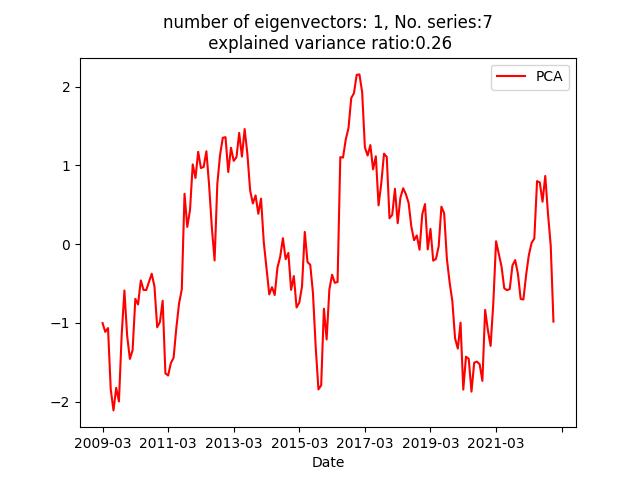 number of eigenvectors: 1, No. series:7
explained variance ratio:0.26
PCA
2
1
0
−1
−2
2009-03 2011-03 2013-03 2015-03 2017-03 2019-03 2021-03
Date